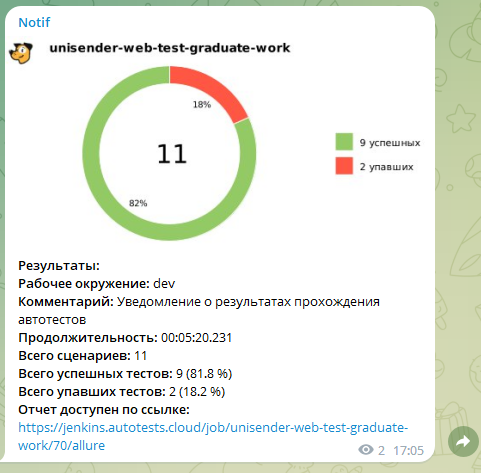 Notif
unisender-web-test-graduate-work
18%
11
9 успешных
2 упавших
82%
Результаты:
Рабочее окружение: dev
Комментарий: Уведомление о результатах прохождения
автотестов
Продолжительность: 00:05:20.231
Всего сценариев: 11
Всего успешных тестов: 9 (81.8 %)
Всего упавших тестов: 2 (18.2 %)
Отчет доступен по ссылке:
https://jenkins.autotests.cloud/job/unisender-web-test-graduate-
work/70/allure
2 17:05